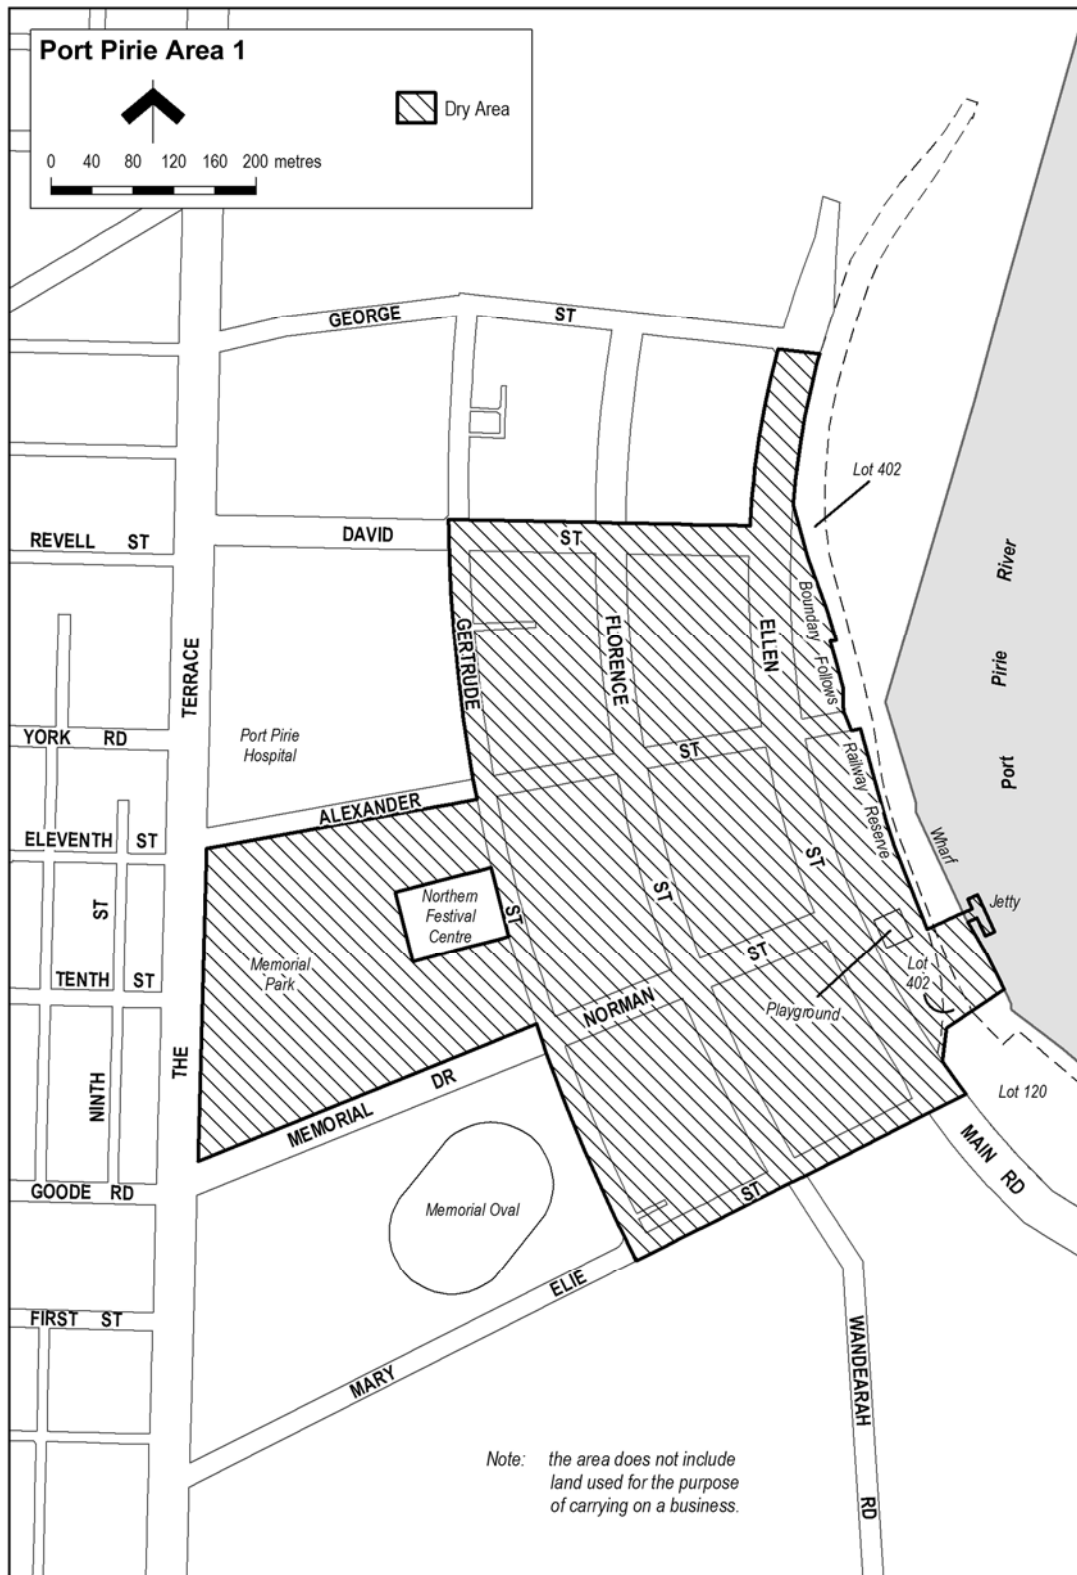 Port Pirie Area 1
Dry Area
0 40 80 120 160 200 metres
GEORGE ST
Lot 402
REVELL ST
DAVID ST
River
Pirie
Port
Boundary Follows Railway Reserve
GERTRUDE ST
FLORENCE ST
ELLEN ST
THE TERRACE
YORK RD
Port Pirie
Hospital
ST
ALEXANDER
ELEVENTH ST
Wharf
Jetty
Northern
Festival
Centre
NINTH ST
TENTH ST
Memorial
Park
NORMAN ST
Lot
402
Playground
MEMORIAL DR
Lot 120
MAIN RD
GOODE RD
Memorial Oval
FIRST ST
MARY ELIE ST
WANDEARAH RD
Note: the area does not include
land used for the purpose
of carrying on a business.